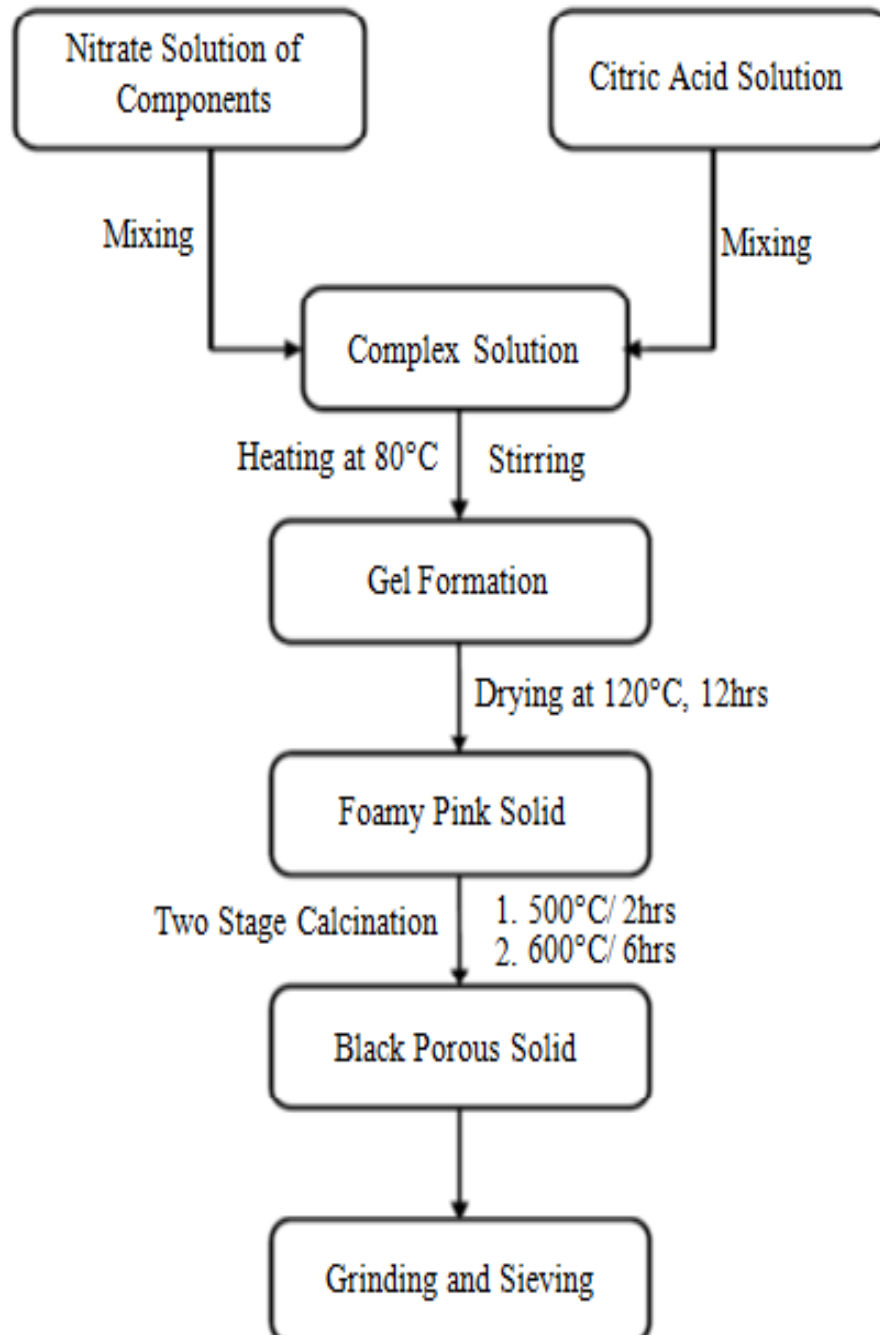 Nitrate Solution of
Components
Citric Acid Solution
Mixing
Mixing
Complex Solution
Heating at 80°C
Stirring
Gel Formation
Drying at 120°C, 12hrs
Foamy Pink Solid
Two Stage Calcination
1. 500°C/ 2hrs
2. 600°C/ 6hrs
Black Porous Solid
Grinding and Sieving